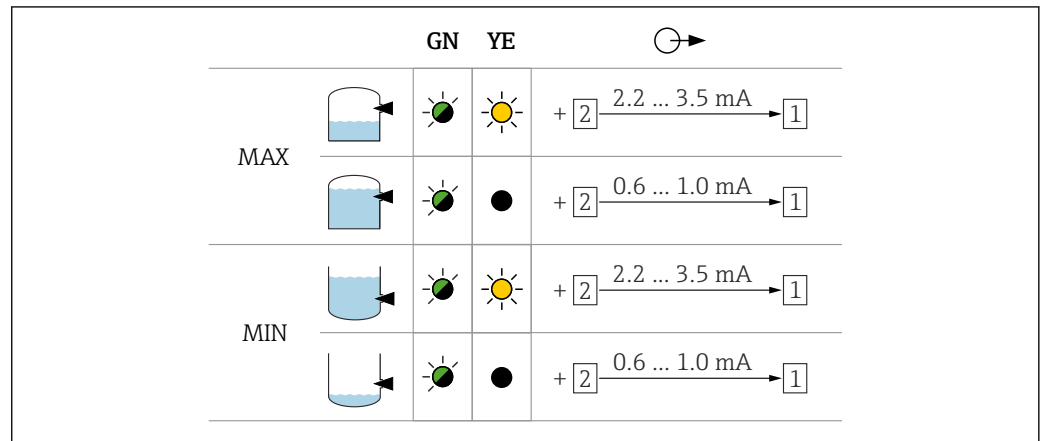 GN YE
2.2 ... 3.5 mA
+ 2 1
MAX
0.6 ... 1.0 mA
+ 2 1
2.2 ... 3.5 mA
+ 2 1
MIN
0.6 ... 1.0 mA
+ 2 1